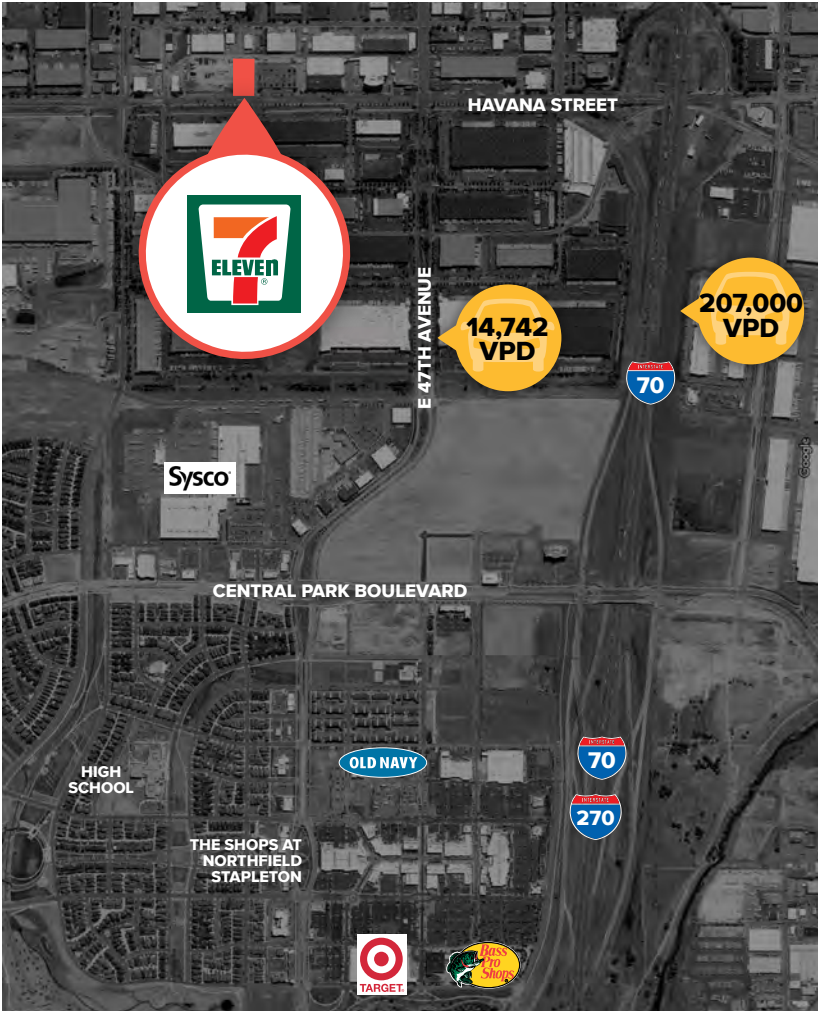 HAVANA STREET
7
ELEVEN
®
E 47TH AVENUE
14,742
VPD
207,000
VPD
INTERSTATE
70
Sysco
Google
CENTRAL PARK BOULEVARD
OLD NAVY
INTERSTATE
70
HIGH
SCHOOL
INTERSTATE
270
THE SHOPS AT
NORTHFIELD
STAPLETON
TARGET
Bass
Pro
Shops